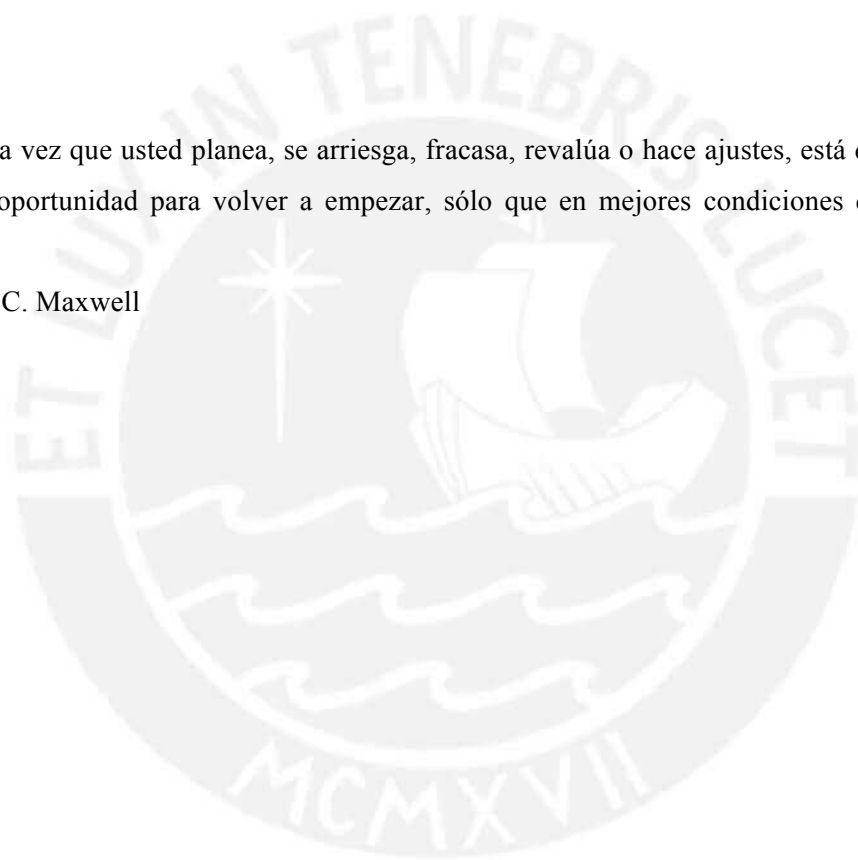 a vez que usted planea, se arriesga, fracasa, revalúa o hace ajustes, está
oportunidad para volver a empezar, sólo que en mejores condiciones
C. Maxwell
ET LUX IN TENEBRIS LUCET
MCMXVII